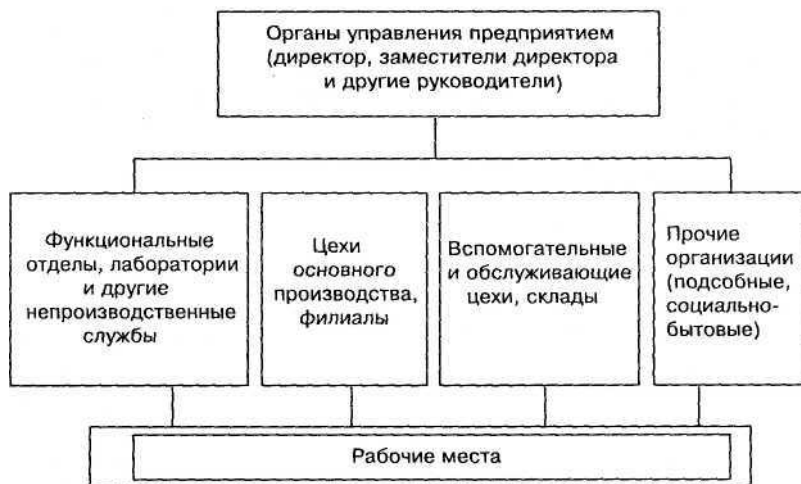 Органы управления предприятием
(директор, заместители директора
и другие руководители)
Функциональные
отделы, лаборатории
и другие
непроизводственные
службы
Цехи
основного
производства,
филиалы
Вспомогательные
и обслуживающие
цехи, склады
Прочие
организации
(подсобные,
социально-
бытовые)
Рабочие места